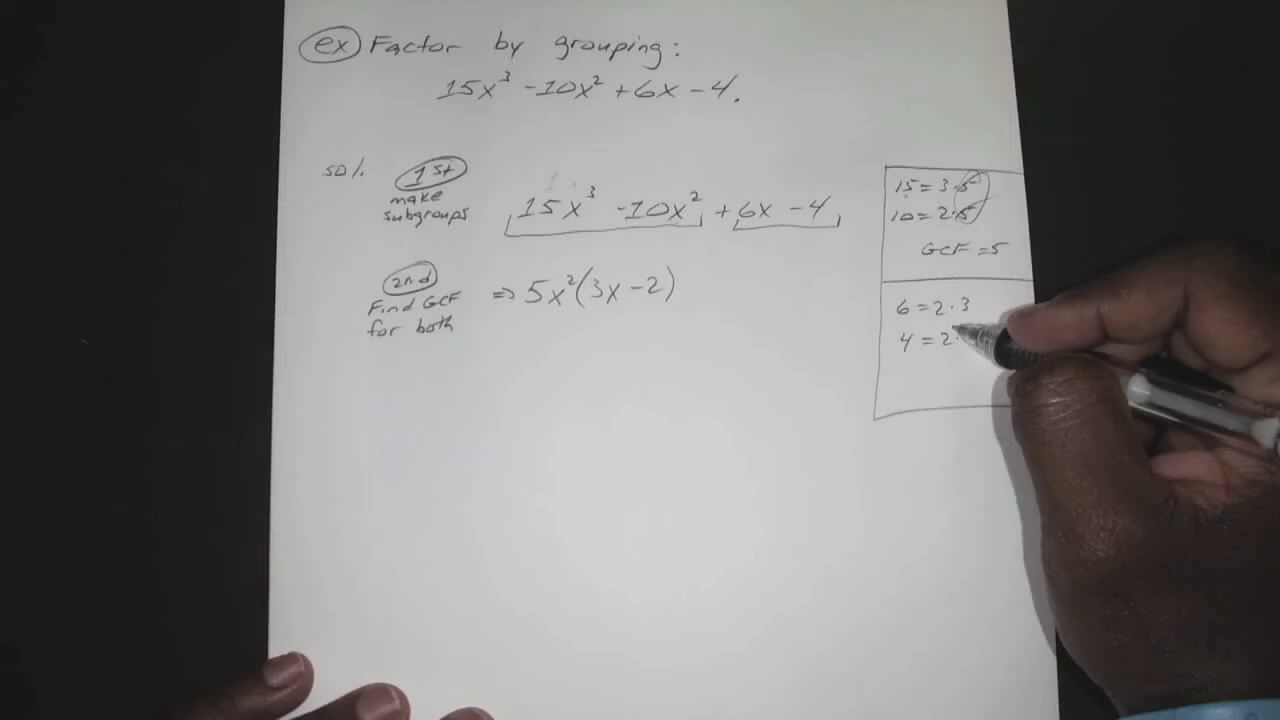 ex Factor by grouping:
15x³ -10x² +6x -4.
sol.
1st
make
subgroups
15x³ -10x² +6x -4
2nd
Find GCF
for both
⇒ 5x²(3x -2)
15 = 3·5
10 = 2·5
GCF = 5
6 = 2·3
4 = 2·